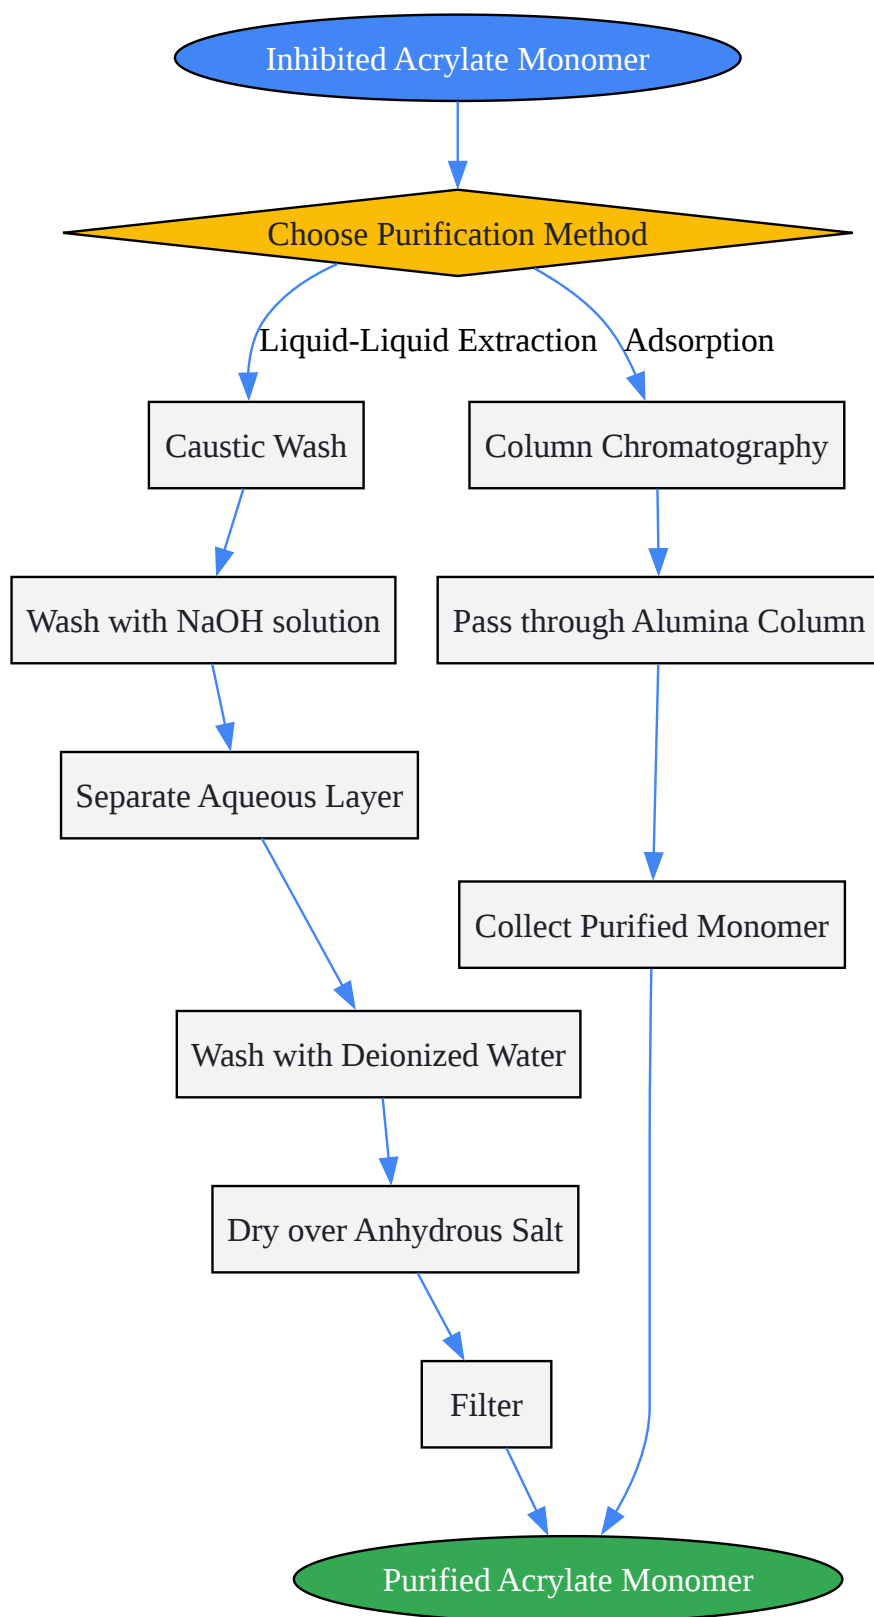 Inhibited Acrylate Monomer
Choose Purification Method
Liquid-Liquid Extraction
Adsorption
Caustic Wash
Column Chromatography
Wash with NaOH solution
Pass through Alumina Column
Separate Aqueous Layer
Collect Purified Monomer
Wash with Deionized Water
Dry over Anhydrous Salt
Filter
Purified Acrylate Monomer